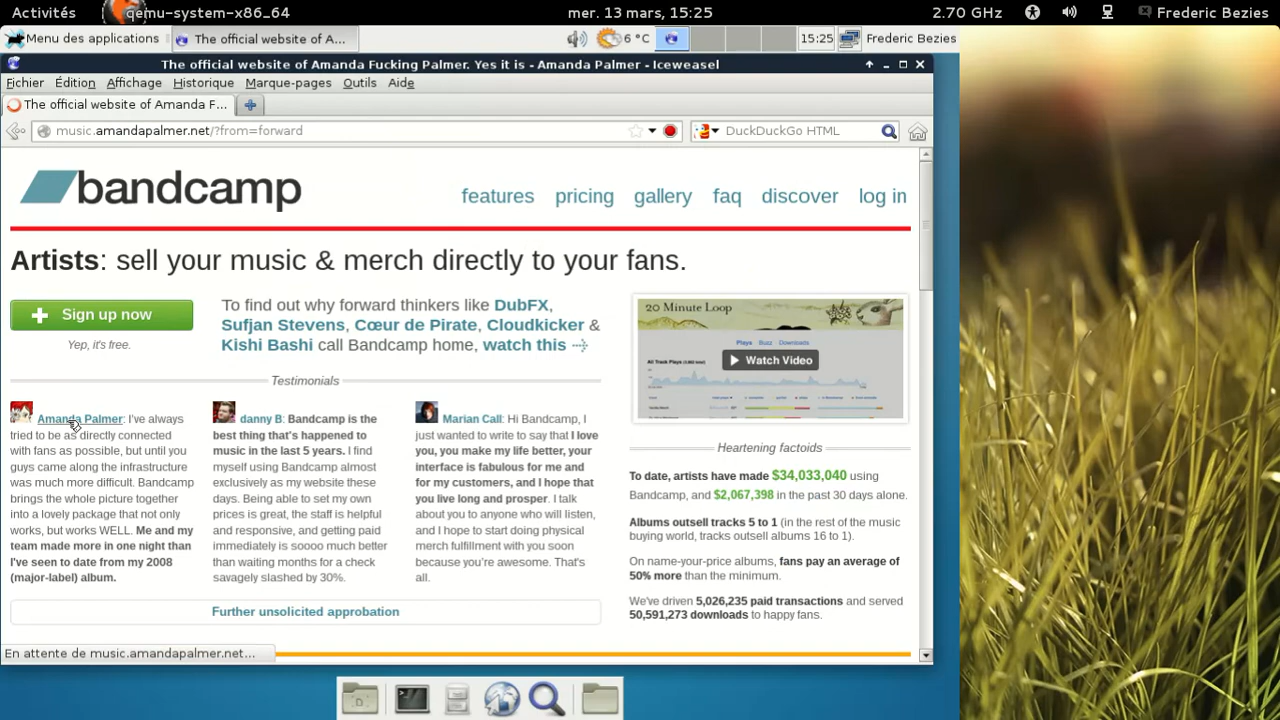 Activités qemu-system-x86_64 mer. 13 mars, 15:25 2.70 GHz Frederic Bezies
Menu des applications The official website of A... 6 °C 15:25 Frederic Bezies
The official website of Amanda Fucking Palmer. Yes it is - Amanda Palmer - Iceweasel
Fichier Édition Affichage Historique Marque-pages Outils Aide
The official website of Amanda F...
music.amandapalmer.net/?from=forward DuckDuckGo HTML
bandcamp
features pricing gallery faq discover log in
Artists: sell your music & merch directly to your fans.
Sign up now
Yep, it's free.
To find out why forward thinkers like DubFX,
Sufjan Stevens, Cœur de Pirate, Cloudkicker &
Kishi Bashi call Bandcamp home, watch this
20 Minute Loop
Plays Buzz Downloads
All Track Plays
Watch Video
Testimonials
Amanda Palmer: I've always
tried to be as directly connected
with fans as possible, but until you
guys came along the infrastructure
was much more difficult. Bandcamp
brings the whole picture together
into a lovely package that not only
works, but works WELL. Me and my
team made more in one night than
I've seen to date from my 2008
(major-label) album.
danny B: Bandcamp is the
best thing that's happened to
music in the last 5 years. I find
myself using Bandcamp almost
exclusively as my website these
days. Being able to set my own
prices is great, the staff is helpful
and responsive, and getting paid
immediately is soooo much better
than waiting months for a check
savagely slashed by 30%.
Marian Call: Hi Bandcamp, I
just wanted to write to say that I love
you, you make my life better, your
interface is fabulous for me and
for my customers, and I hope that
you live long and prosper. I talk
about you to anyone who will listen,
and I hope to start doing physical
merch fulfillment with you soon
because you're awesome. That's
all.
Further unsolicited approbation
Heartening factoids
To date, artists have made $34,033,040 using
Bandcamp, and $2,067,398 in the past 30 days alone.
Albums outsell tracks 5 to 1 (in the rest of the music
buying world, tracks outsell albums 16 to 1).
On name-your-price albums, fans pay an average of
50% more than the minimum.
We've driven 5,026,235 paid transactions and served
50,591,273 downloads to happy fans.
En attente de music.amandapalmer.net...